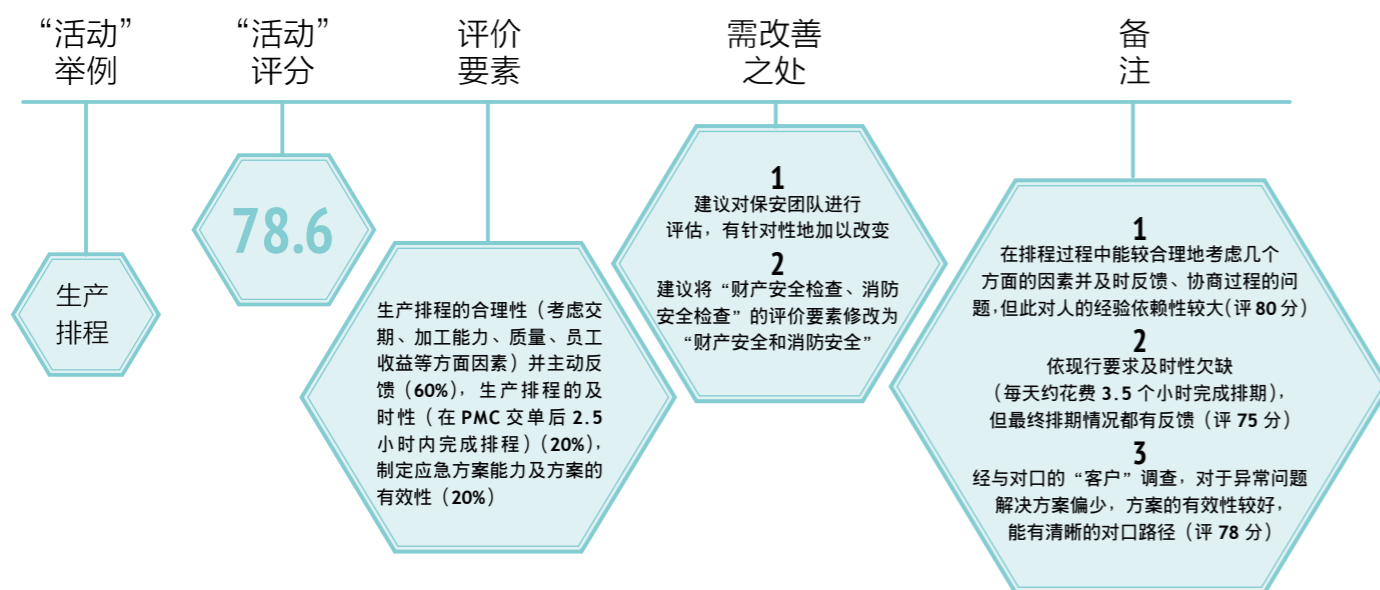 “活动”
举例
“活动”
评分
评价
要素
需改善
之处
备
注
生产
排程
78.6
生产排程的合理性（考虑交
期、加工能力、质量、员工
收益等方面因素）并主动反
馈（60%），生产排程的及
时性（在 PMC 交单后 2.5
小时内完成排程）（20%），
制定应急方案能力及方案的
有效性（20%）
1
建议对保安团队进行
评估，有针对性地加以改变
2
建议将“财产安全检查、消防
安全检查”的评价要素修改为
“财产安全和消防安全”
1
在排程过程中能较合理地考虑几个
方面的因素并及时反馈、协商过程的问
题，但此对人的经验依赖性较大（评 80 分）
2
依现行要求及时性欠缺
（每天约花费 3.5 个小时完成排期），
但最终排期情况都有反馈（评 75 分）
3
经与对口的“客户”调查，对于异常问题
解决方案偏少，方案的有效性较好，
能有清晰的对口路径（评 78 分）